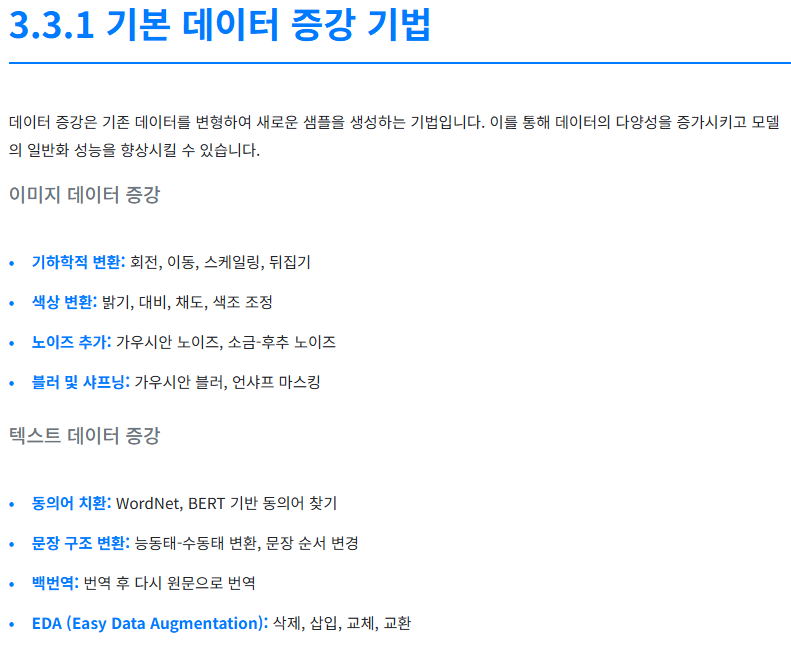 3.3.1 기본 데이터 증강 기법
데이터 증강은 기존 데이터를 변형하여 새로운 샘플을 생성하는 기법입니다. 이를 통해 데이터의 다양성을 증가시키고 모델
의 일반화 성능을 향상시킬 수 있습니다.
이미지 데이터 증강
• 기하학적 변환: 회전, 이동, 스케일링, 뒤집기
• 색상 변환: 밝기, 대비, 채도, 색조 조정
• 노이즈 추가: 가우시안 노이즈, 소금-후추 노이즈
• 블러 및 샤프닝: 가우시안 블러, 언샤프 마스킹
텍스트 데이터 증강
• 동의어 치환: WordNet, BERT 기반 동의어 찾기
• 문장 구조 변환: 능동태-수동태 변환, 문장 순서 변경
• 백번역: 번역 후 다시 원문으로 번역
• EDA (Easy Data Augmentation): 삭제, 삽입, 교체, 교환